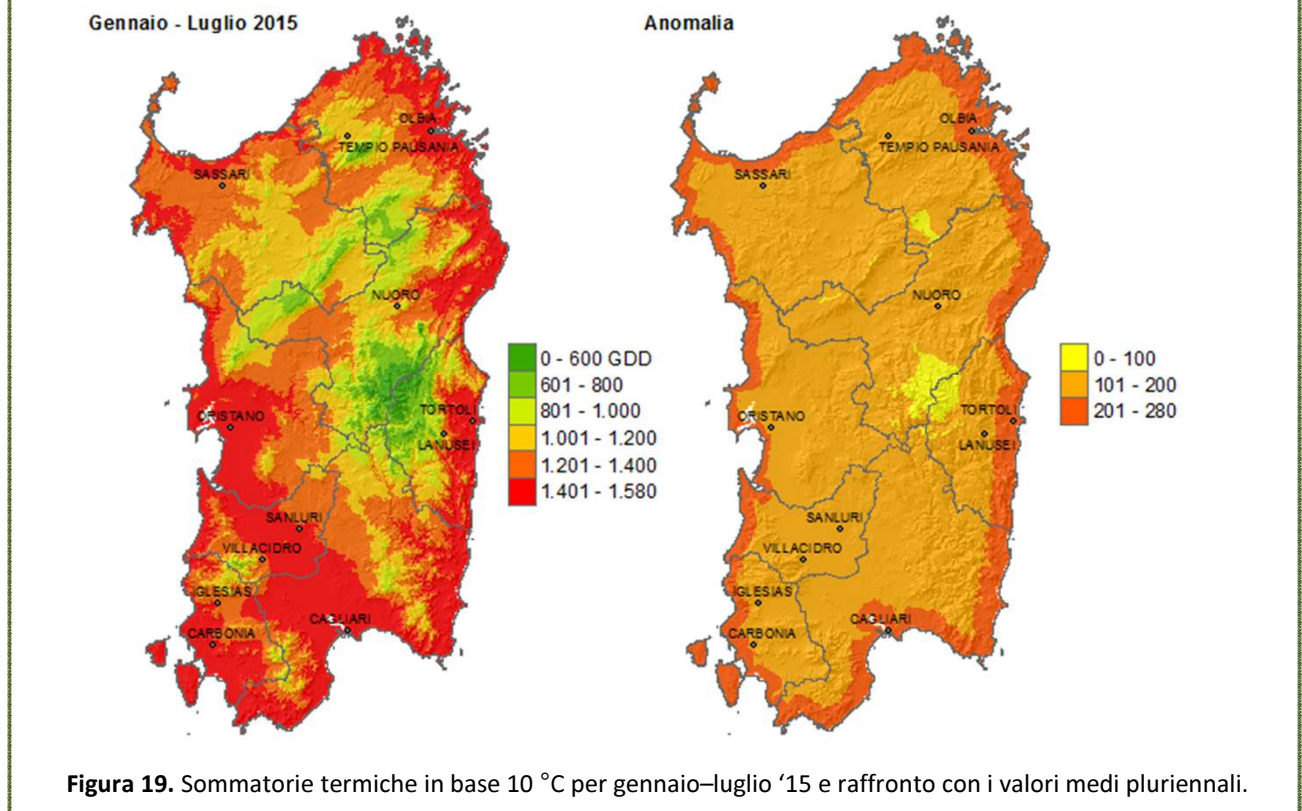 Gennaio - Luglio 2015
OLBIA
TEMPIO PAUSANIA
SASSARI
NUORO
ORISTANO
TORTOLI
LANUSEI
SANLURI
VILLACIDRO
IGLESIAS
CAGLIARI
CARBONIA
0 - 600 GDD
601 - 800
801 - 1.000
1.001 - 1.200
1.201 - 1.400
1.401 - 1.580
Anomalia
OLBIA
TEMPIO PAUSANIA
SASSARI
NUORO
ORISTANO
TORTOLI
LANUSEI
SANLURI
VILLACIDRO
IGLESIAS
CAGLIARI
CARBONIA
0 - 100
101 - 200
201 - 280
Figura 19. Sommatorie termiche in base 10 °C per gennaio–luglio ‘15 e raffronto con i valori medi pluriennali.